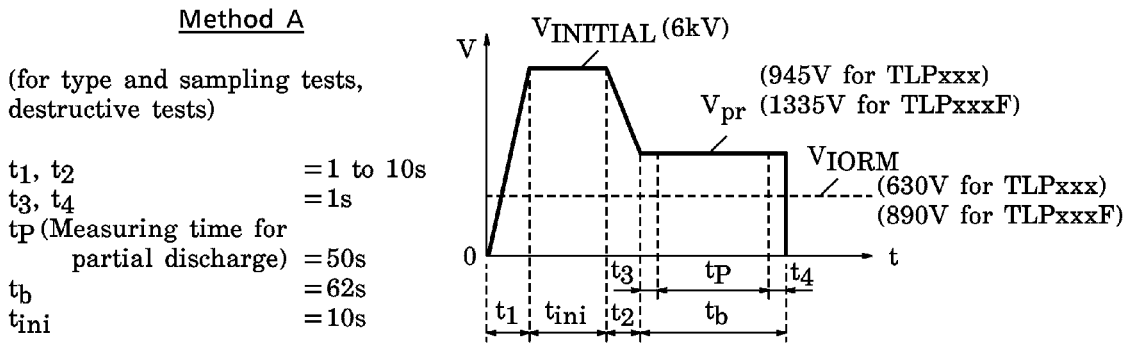 Method A
(for type and sampling tests,
destructive tests)
t1, t2 =1 to 10s
t3, t4 =1s
tP (Measuring time for
partial discharge) =50s
tb =62s
tini =10s
V
VINITIAL (6kV)
(945V for TLPxxx)
Vpr (1335V for TLPxxxF)
VIORM
(630V for TLPxxx)
(890V for TLPxxxF)
0
t
t3 tP t4
t1 tini t2 tb